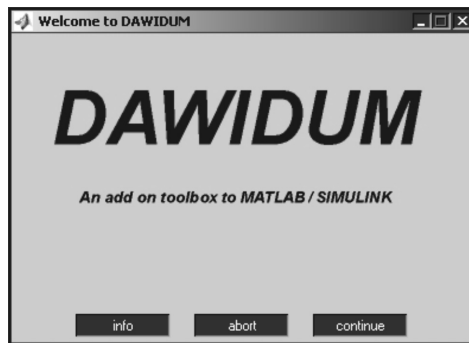 Welcome to DAWIDUM
DAWIDUM
An add on toolbox to MATLAB / SIMULINK
info abort continue